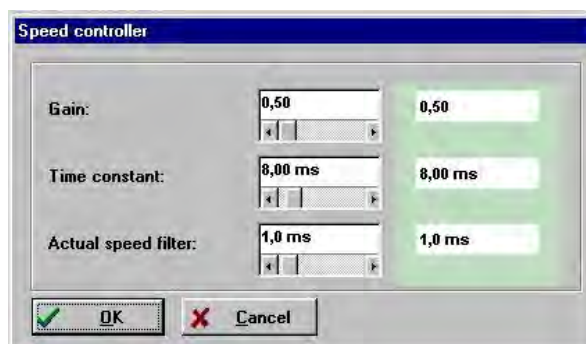 Speed controller
Gain: 0,50 0,50
Time constant: 8,00 ms 8,00 ms
Actual speed filter: 1,0 ms 1,0 ms
OK Cancel